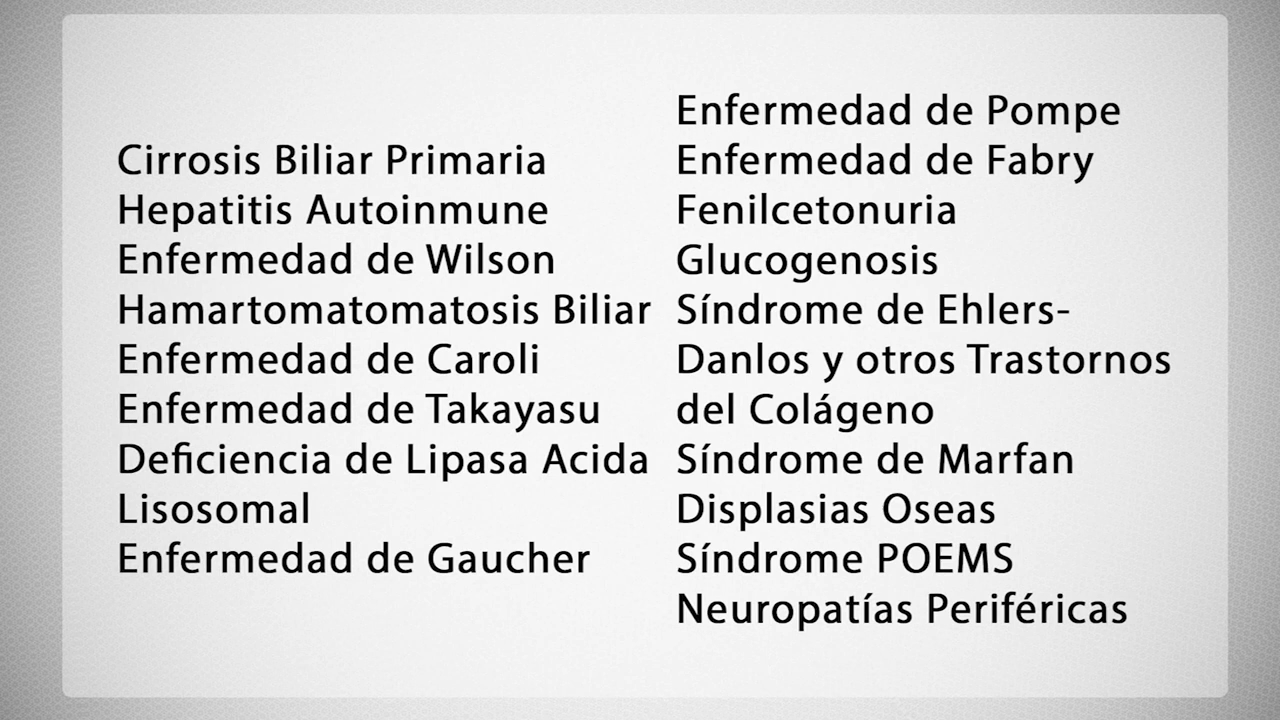 Cirrosis Biliar Primaria
Hepatitis Autoinmune
Enfermedad de Wilson
Hamartomatomatosis Biliar
Enfermedad de Caroli
Enfermedad de Takayasu
Deficiencia de Lipasa Acida
Lisosomal
Enfermedad de Gaucher
Enfermedad de Pompe
Enfermedad de Fabry
Fenilcetonuria
Glucogenosis
Síndrome de Ehlers-
Danlos y otros Trastornos
del Colágeno
Síndrome de Marfan
Displasias Oseas
Síndrome POEMS
Neuropatías Periféricas